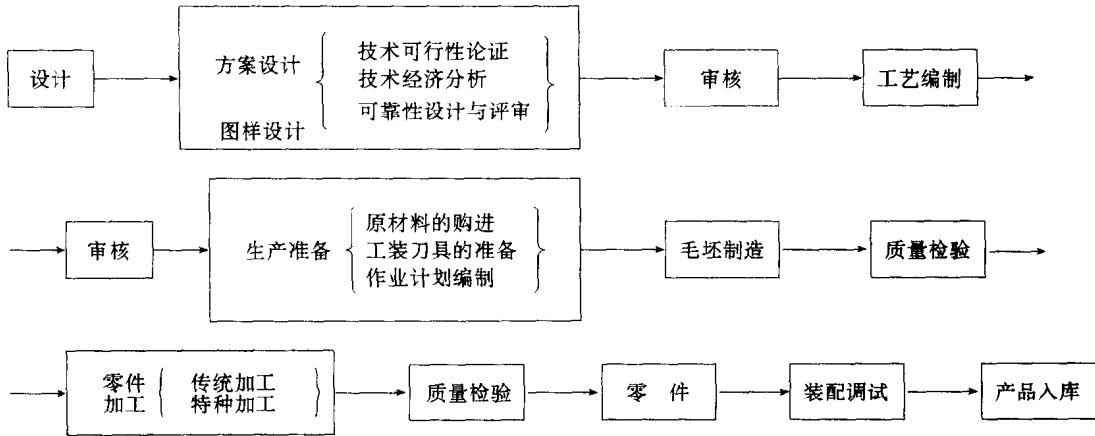 设计
方案设计
技术可行性论证
技术经济分析
可靠性设计与评审
图样设计
审核
工艺编制
审核
生产准备
原材料的购进
工装刀具的准备
作业计划编制
毛坯制造
质量检验
零件
加工
传统加工
特种加工
质量检验
零 件
装配调试
产品入库